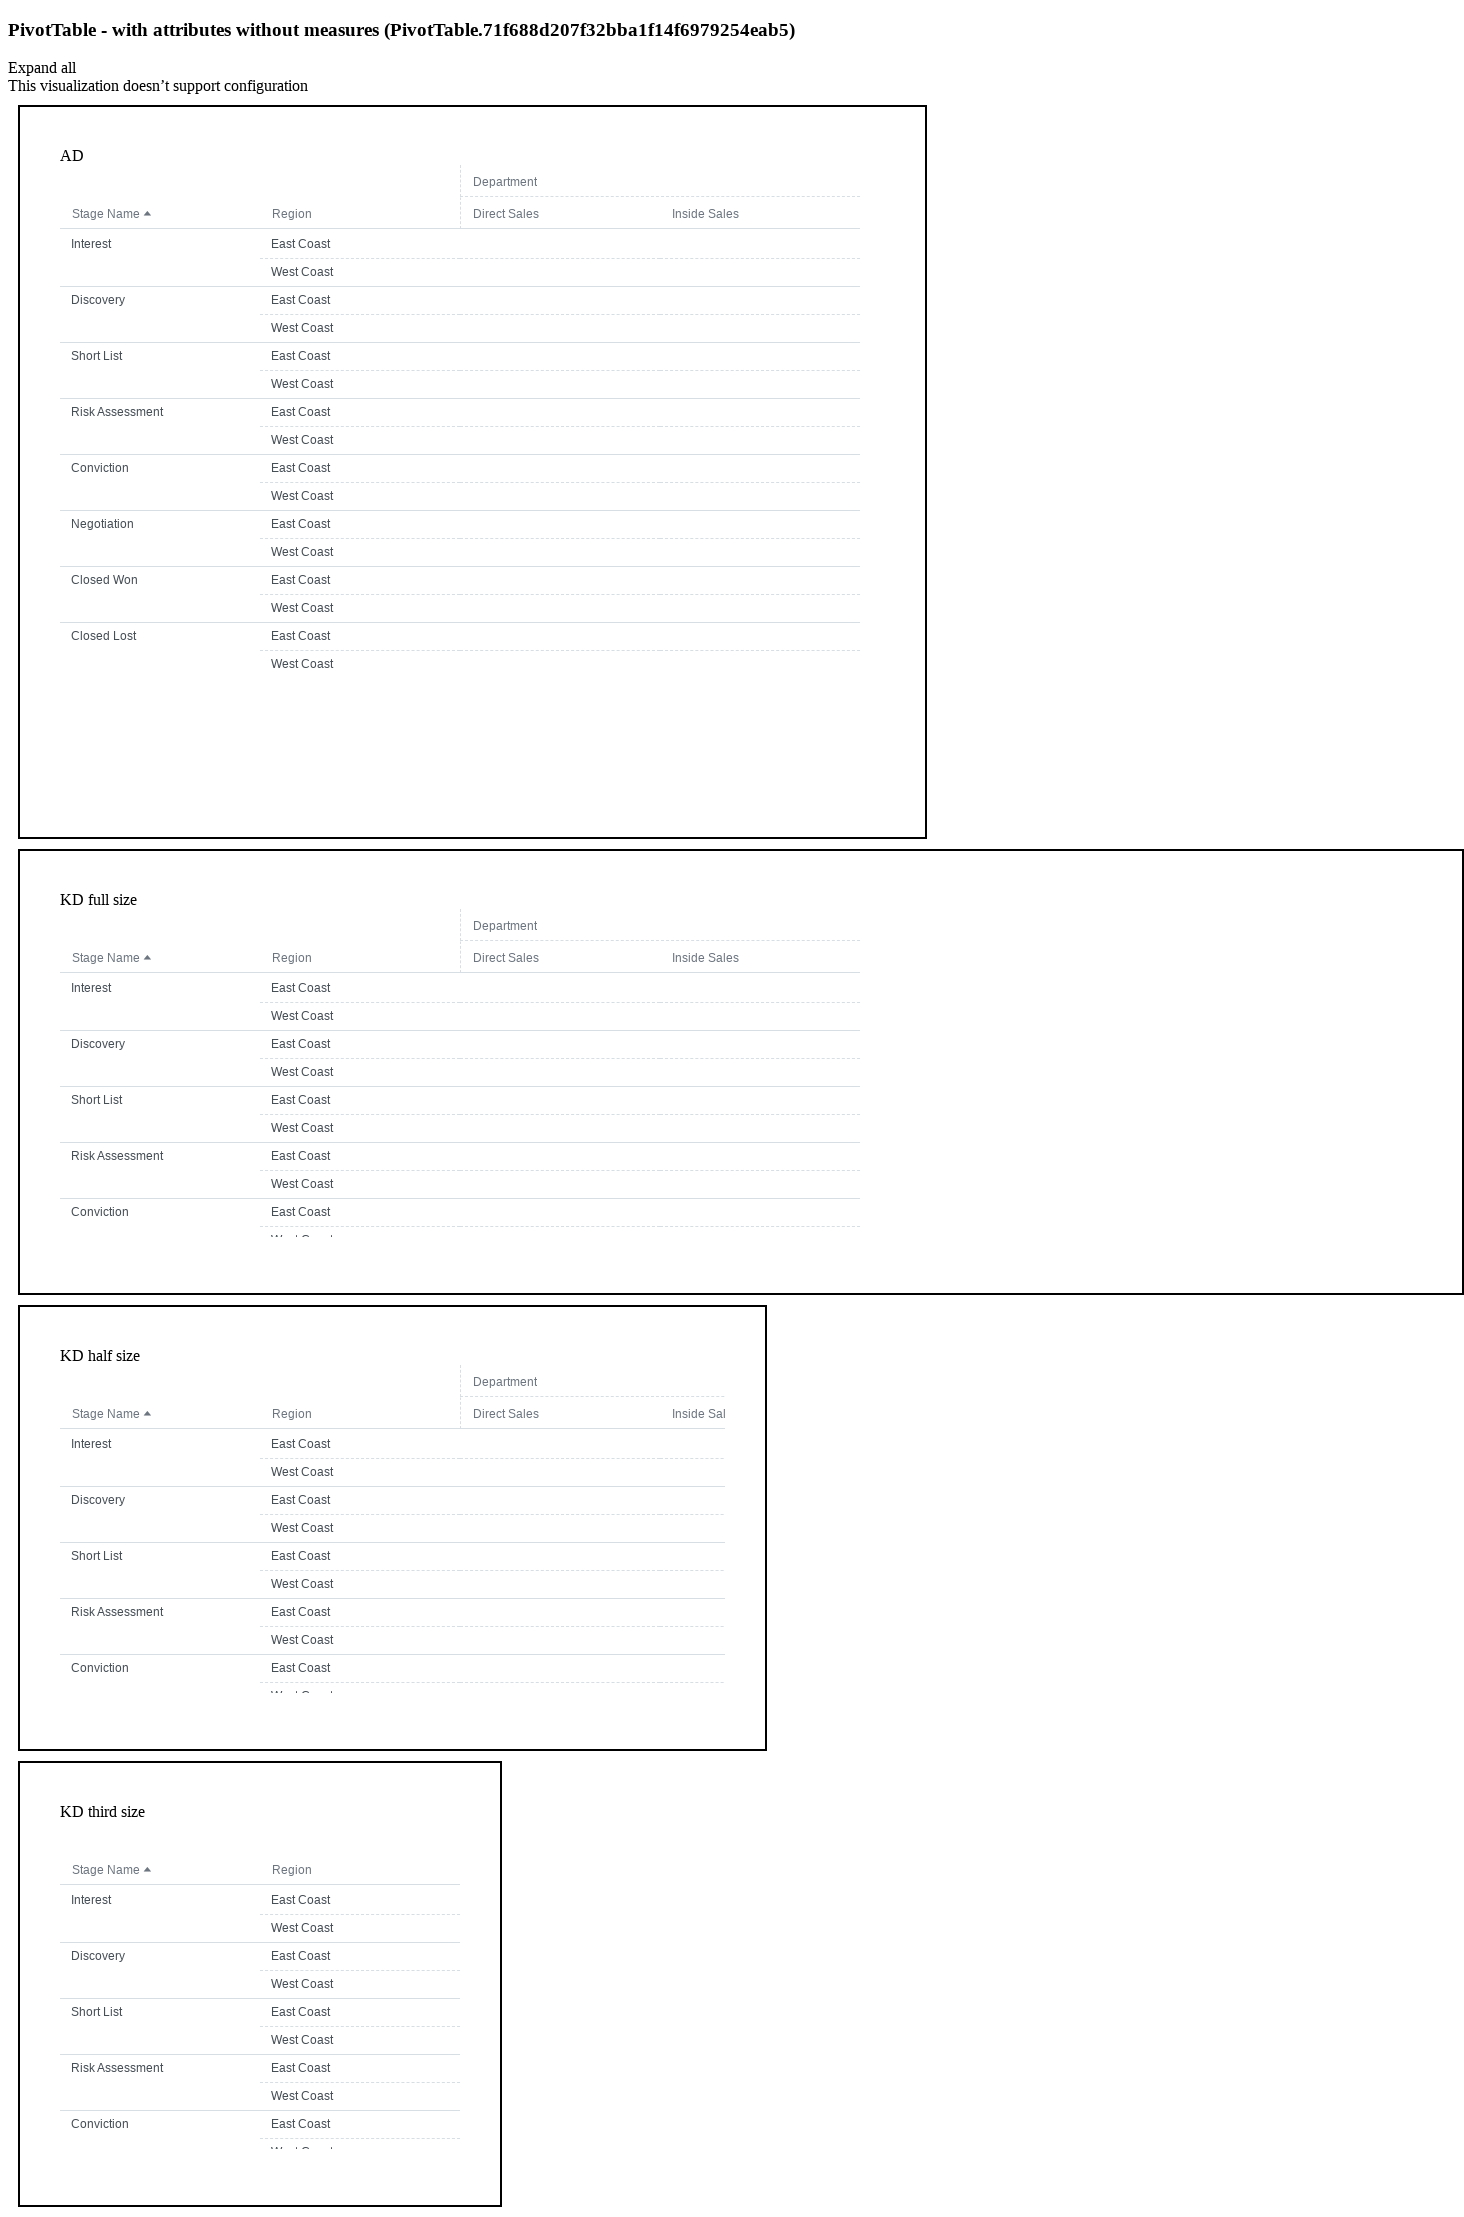 PivotTable - with attributes without measures (PivotTable.71f688d207f32bba1f14f6979254eab5)
Expand all
This visualization doesn’t support configuration
AD
Department
Stage Name Region Direct Sales Inside Sales
Interest East Coast
West Coast
Discovery East Coast
West Coast
Short List East Coast
West Coast
Risk Assessment East Coast
West Coast
Conviction East Coast
West Coast
Negotiation East Coast
West Coast
Closed Won East Coast
West Coast
Closed Lost East Coast
West Coast
KD full size
Department
Stage Name Region Direct Sales Inside Sales
Interest East Coast
West Coast
Discovery East Coast
West Coast
Short List East Coast
West Coast
Risk Assessment East Coast
West Coast
Conviction East Coast
KD half size
Department
Stage Name Region Direct Sales Inside Sal
Interest East Coast
West Coast
Discovery East Coast
West Coast
Short List East Coast
West Coast
Risk Assessment East Coast
West Coast
Conviction East Coast
KD third size
Stage Name Region
Interest East Coast
West Coast
Discovery East Coast
West Coast
Short List East Coast
West Coast
Risk Assessment East Coast
West Coast
Conviction East Coast